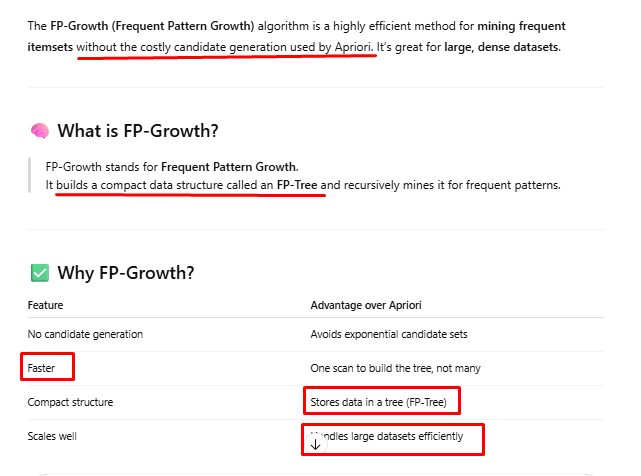 The FP-Growth (Frequent Pattern Growth) algorithm is a highly efficient method for mining frequent
itemsets without the costly candidate generation used by Apriori. It's great for large, dense datasets.
What is FP-Growth?
FP-Growth stands for Frequent Pattern Growth.
It builds a compact data structure called an FP-Tree and recursively mines it for frequent patterns.
Why FP-Growth?
Feature Advantage over Apriori
No candidate generation Avoids exponential candidate sets
Faster One scan to build the tree, not many
Compact structure Stores data in a tree (FP-Tree)
Scales well Handles large datasets efficiently